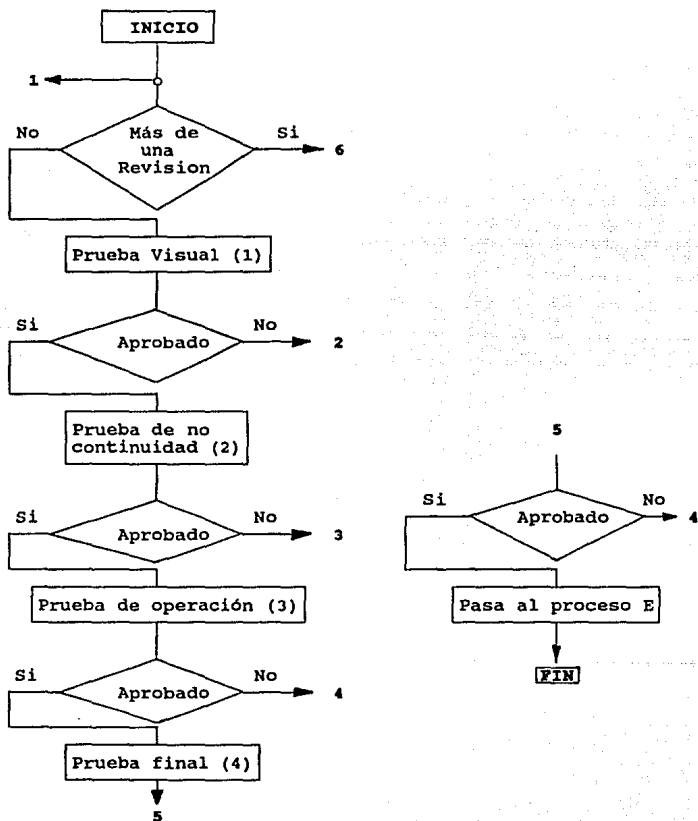 INICIO
1
No
Más de
una
Revision
Si
6
Prueba Visual (1)
Si
Aprobado
No
2
Prueba de no
continuidad (2)
Si
Aprobado
No
3
Prueba de operación (3)
Si
Aprobado
No
4
Prueba final (4)
5
5
Si
Aprobado
No
4
Pasa al proceso E
FIN